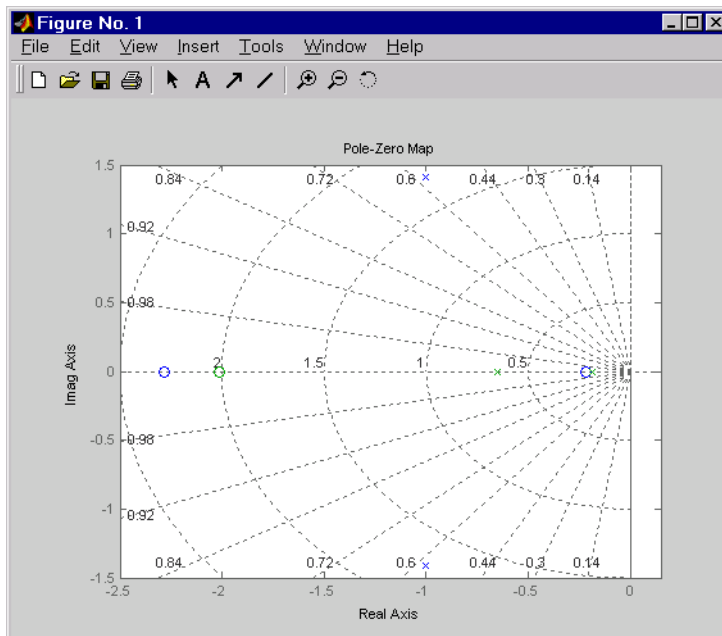 Figure No. 1
File Edit View Insert Tools Window Help
A
Pole-Zero Map
1.5
1
0.5
0
-0.5
-1
-1.5
Imag Axis
0.84 0.72 0.6 0.44 0.3 0.14
0.92
0.98
2 1.5 1 0.5
0.98
0.92
0.84 0.72 0.6 0.44 0.3 0.14
-2.5 -2 -1.5 -1 -0.5 0
Real Axis